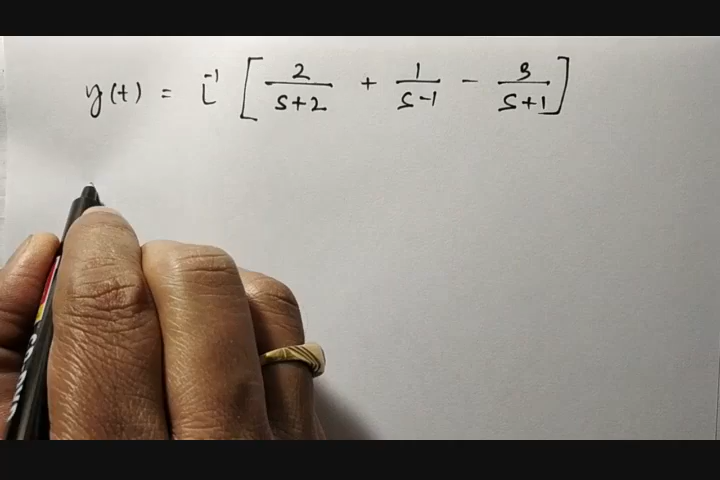 y(t) = L⁻¹ [ 2/(s+2) + 1/(s-1) - 3/(s+1) ]